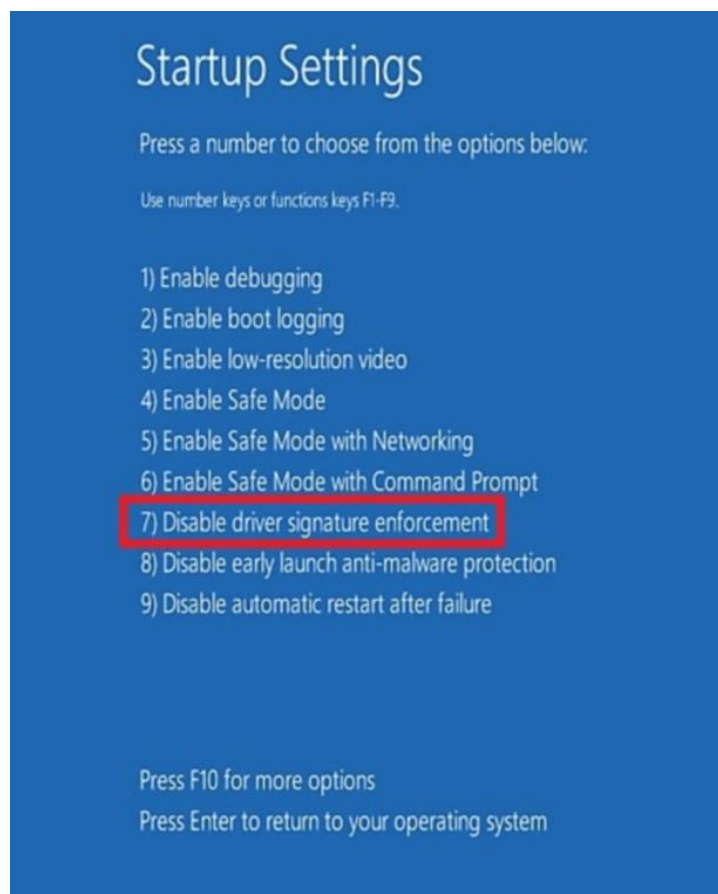 Startup Settings
Press a number to choose from the options below:
Use number keys or functions keys F1-F9.
1) Enable debugging
2) Enable boot logging
3) Enable low-resolution video
4) Enable Safe Mode
5) Enable Safe Mode with Networking
6) Enable Safe Mode with Command Prompt
7) Disable driver signature enforcement
8) Disable early launch anti-malware protection
9) Disable automatic restart after failure
Press F10 for more options
Press Enter to return to your operating system